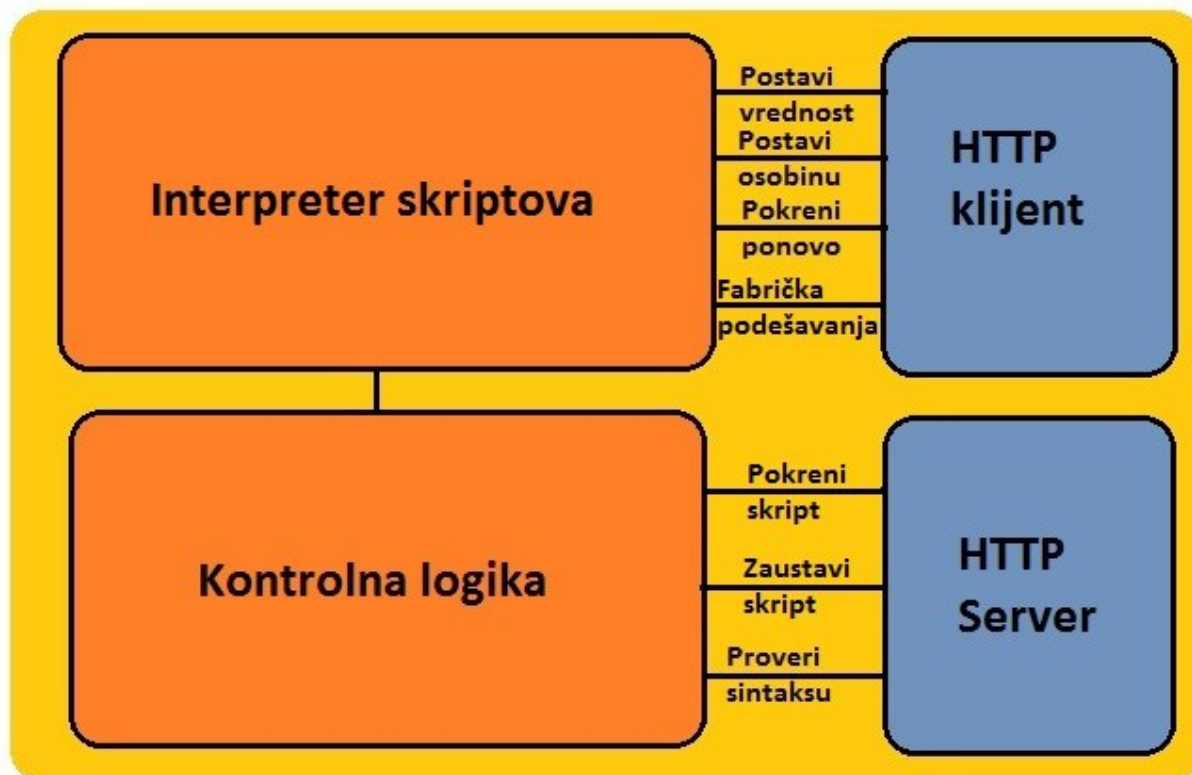 Interpreter skriptova
Postavi
vrednost
Postavi
osobinu
Pokreni
ponovo
Fabrička
podešavanja
HTTP
klijent
Kontrolna logika
Pokreni
skript
Zaustavi
skript
Proveri
sintaksu
HTTP
Server